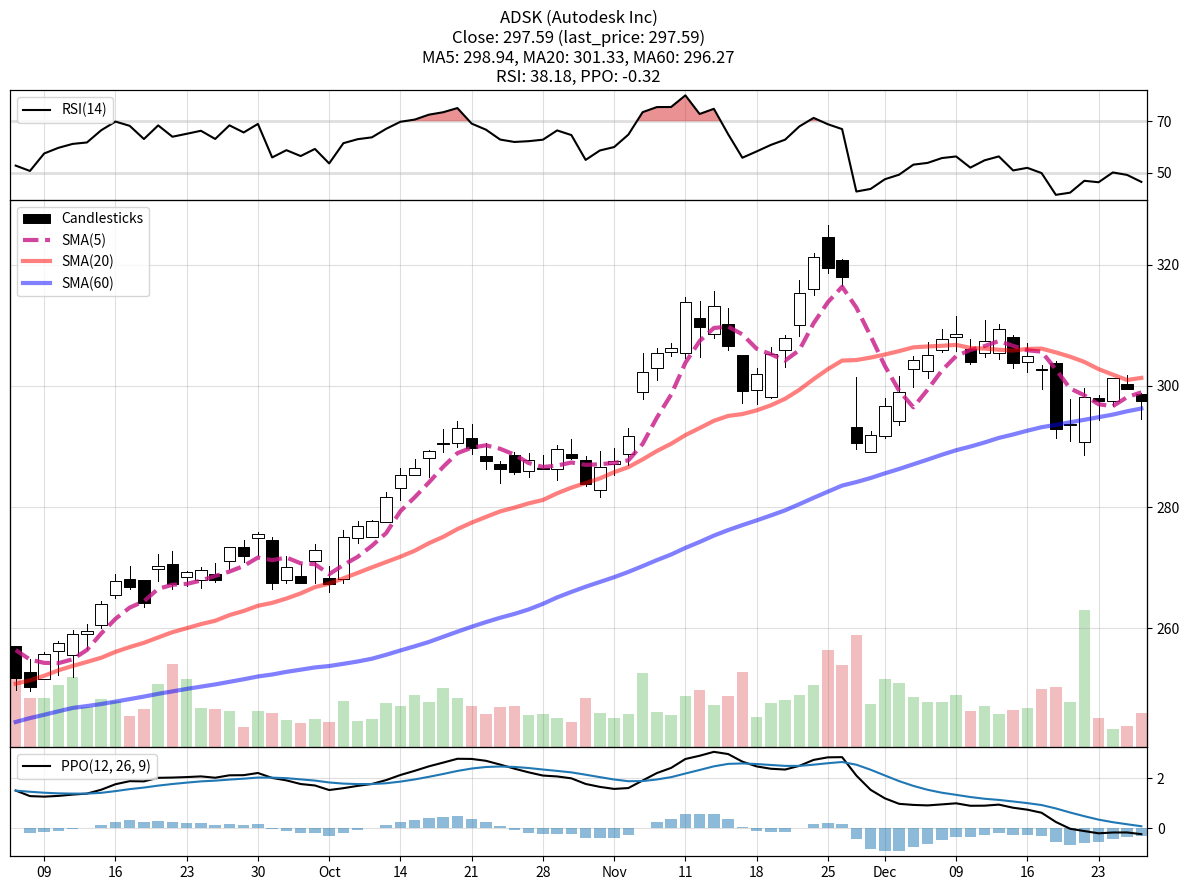 ADSK (Autodesk Inc)
Close: 297.59 (last_price: 297.59)
MA5: 298.94, MA20: 301.33, MA60: 296.27
RSI: 38.18, PPO: -0.32
RSI(14)
70
50
Candlesticks
SMA(5)
SMA(20)
SMA(60)
320
300
280
260
PPO(12, 26, 9)
2
0
09 16 23 30 Oct 14 21 28 Nov 11 18 25 Dec 09 16 23